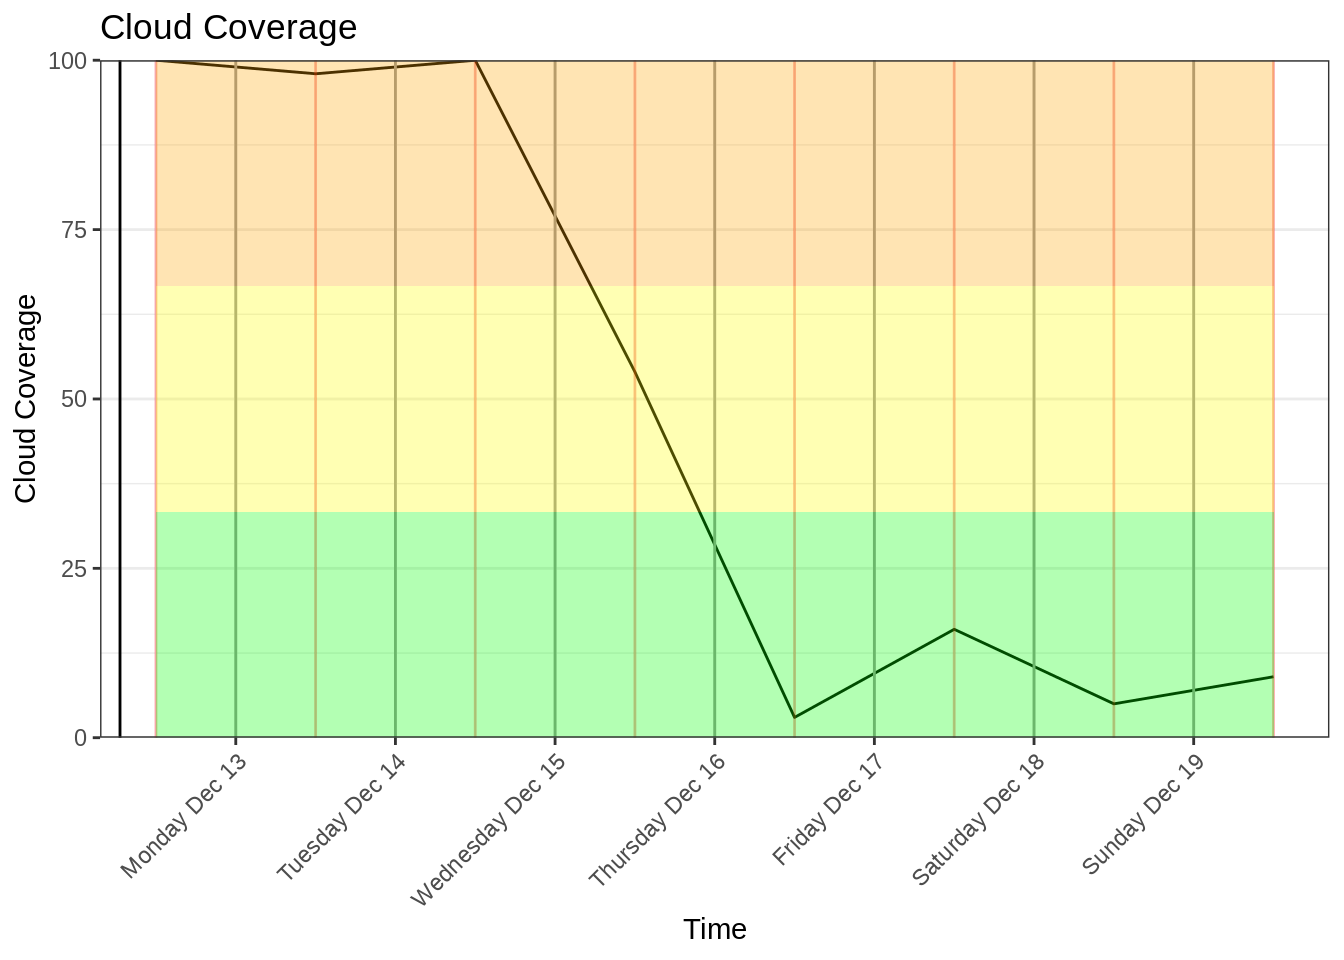 Cloud Coverage
100
75
50
25
0
Cloud Coverage
Monday Dec 13
Tuesday Dec 14
Wednesday Dec 15
Thursday Dec 16
Friday Dec 17
Saturday Dec 18
Sunday Dec 19
Time